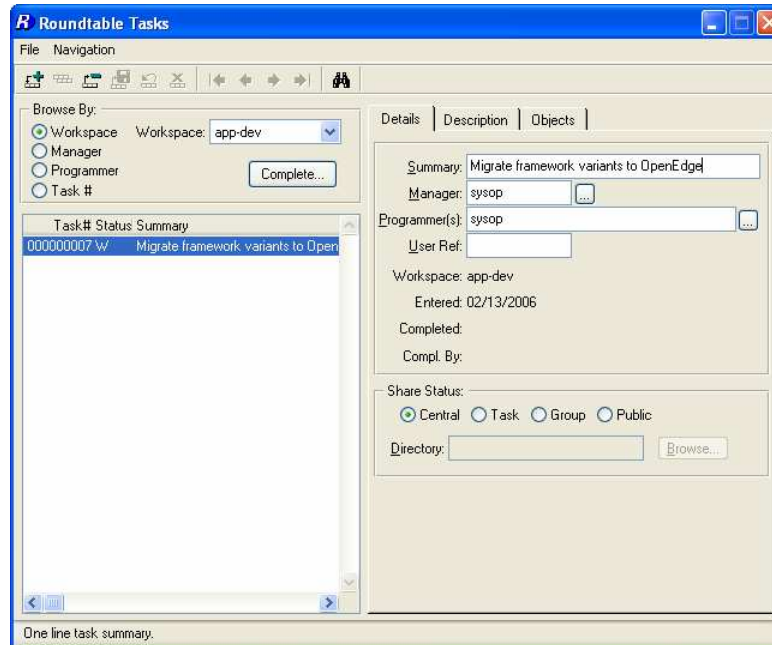 Roundtable Tasks
File Navigation
Browse By:
Workspace Workspace: app-dev
Manager
Programmer
Task #
Complete...
Task# Status Summary
000000007 W Migrate framework variants to Open
Details Description Objects
Summary: Migrate framework variants to OpenEdge
Manager: sysop ...
Programmer(s): sysop ...
User Ref:
Workspace: app-dev
Entered: 02/13/2006
Completed:
Compl. By:
Share Status:
Central Task Group Public
Directory: Browse...
One line task summary.